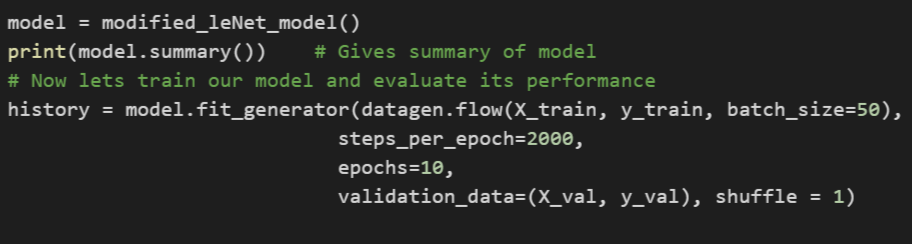 model = modified_leNet_model()
print(model.summary())    # Gives summary of model
# Now lets train our model and evaluate its performance
history = model.fit_generator(datagen.flow(X_train, y_train, batch_size=50),
                            steps_per_epoch=2000,
                            epochs=10,
                            validation_data=(X_val, y_val), shuffle = 1)